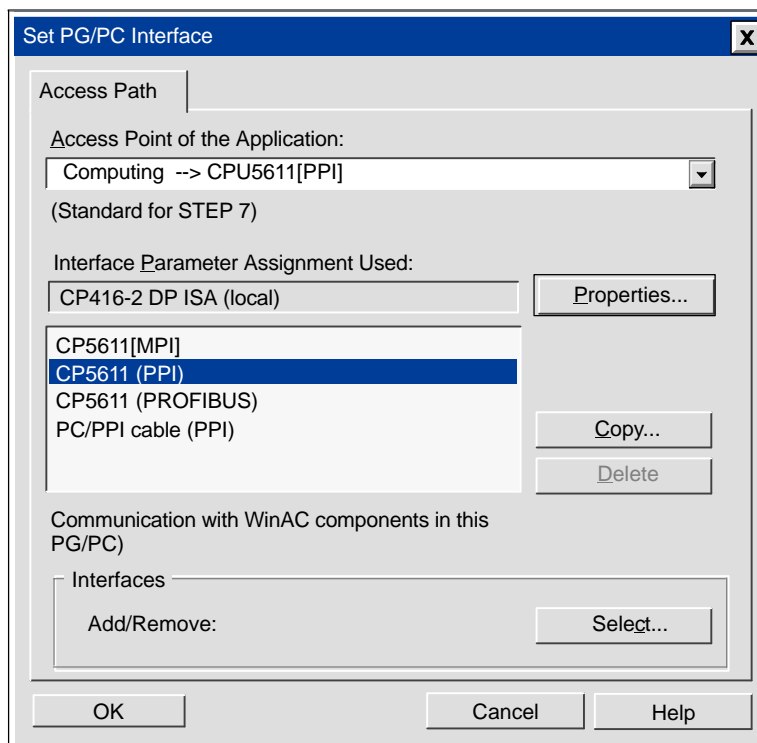 Set PG/PC Interface
X
Access Path
Access Point of the Application:
Computing --> CPU5611[PPI]
(Standard for STEP 7)
Interface Parameter Assignment Used:
CP416-2 DP ISA (local)
Properties...
CP5611[MPI]
CP5611 (PPI)
CP5611 (PROFIBUS)
PC/PPI cable (PPI)
Copy...
Delete
Communication with WinAC components in this
PG/PC)
Interfaces
Add/Remove:
Select...
OK
Cancel
Help